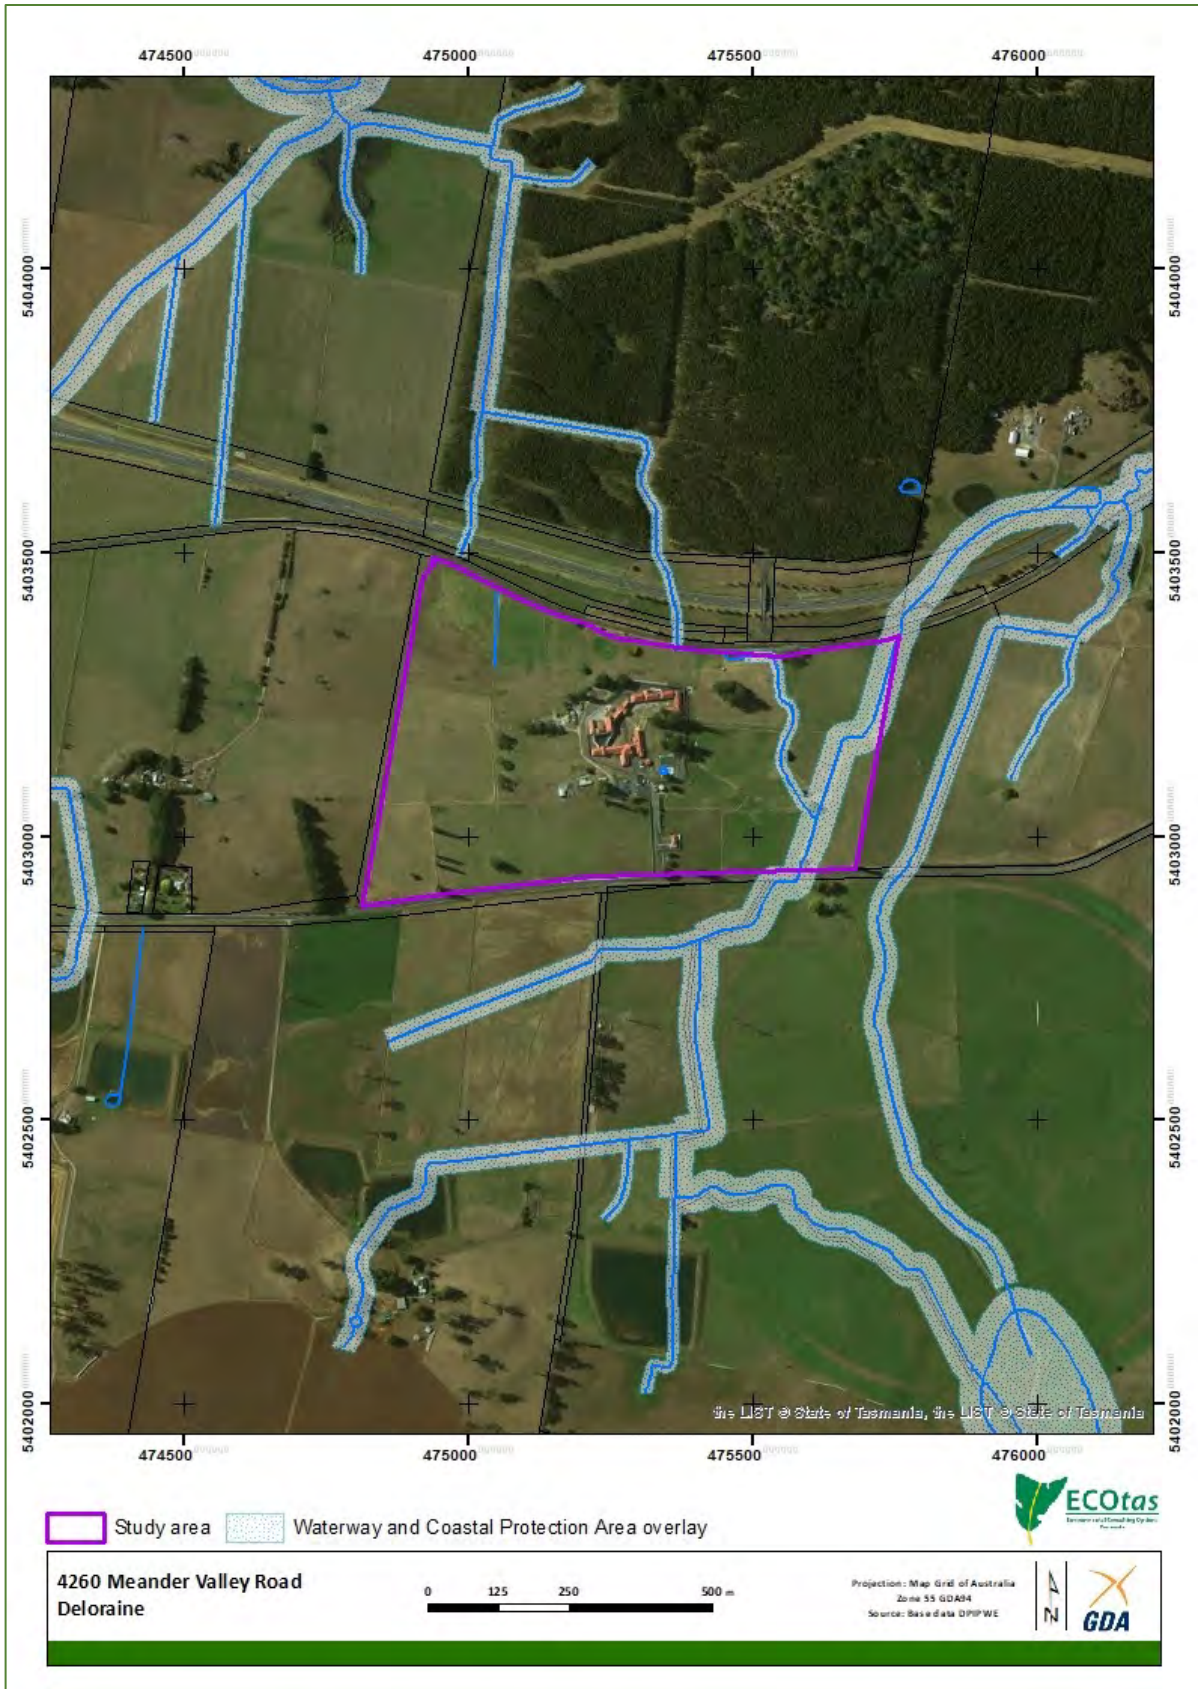 474500 475000 475500 476000
5404000 5404000
5403500 5403500
5403000 5403000
5402500 5402500
5402000 5402000
the LIST © State of Tasmania, the LIST © State of Tasmania
474500 475000 475500 476000
Study area
Waterway and Coastal Protection Area overlay
ECOtas
4260 Meander Valley Road
Deloraine
0 125 250 500 m
Projection: Map Grid of Australia
Zone 55 GDA94
Source: Base data DPIPWE
N
GDA